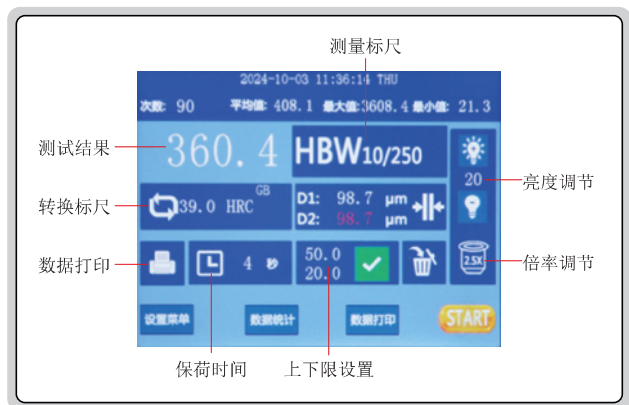 测量标尺
2024-10-03 11:36:14 THU
次数: 90 平均值: 408.1 最大值:3608.4 最小值: 21.3
测试结果
360.4
HBW10/250
20
亮度调节
转换标尺
39.0 HRC GB
D1: 98.7 μm
D2: 98.7 μm
数据打印
4 秒
50.0
20.0
2.5X
倍率调节
设置菜单
数据统计
数据打印
START
保荷时间
上下限设置